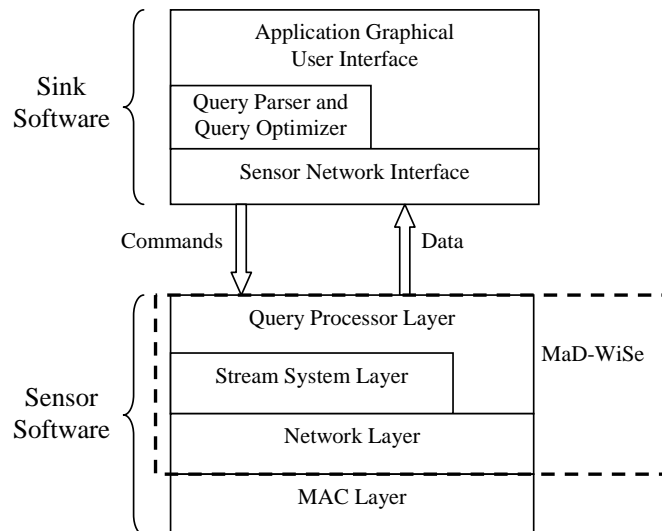 Application Graphical
User Interface
Sink
Software
Query Parser and
Query Optimizer
Sensor Network Interface
Commands
Data
Query Processor Layer
MaD-WiSe
Stream System Layer
Sensor
Software
Network Layer
MAC Layer